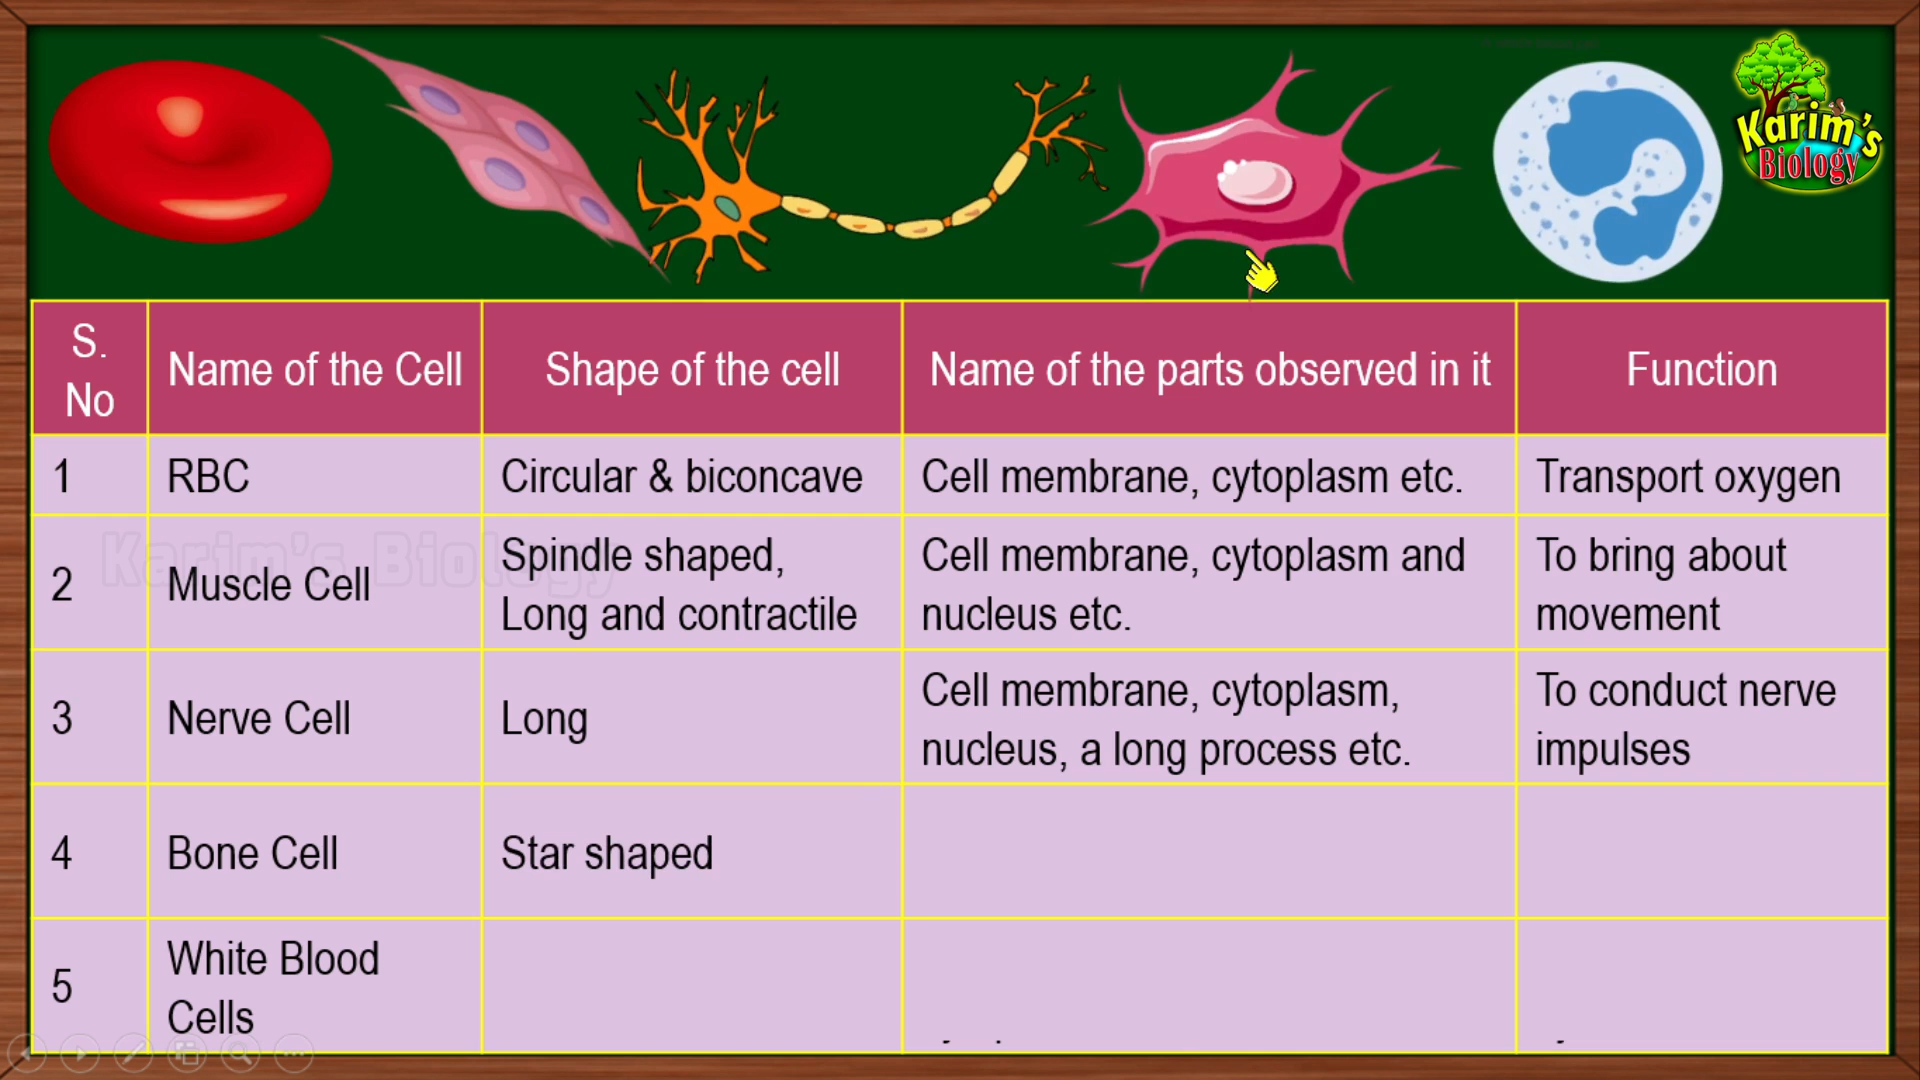 Karim's
Biology
S. No
Name of the Cell
Shape of the cell
Name of the parts observed in it
Function
1
RBC
Circular & biconcave
Cell membrane, cytoplasm etc.
Transport oxygen
2
Muscle Cell
Spindle shaped,
Long and contractile
Cell membrane, cytoplasm and
nucleus etc.
To bring about
movement
Karim's Biology
3
Nerve Cell
Long
Cell membrane, cytoplasm,
nucleus, a long process etc.
To conduct nerve
impulses
4
Bone Cell
Star shaped
5
White Blood
Cells